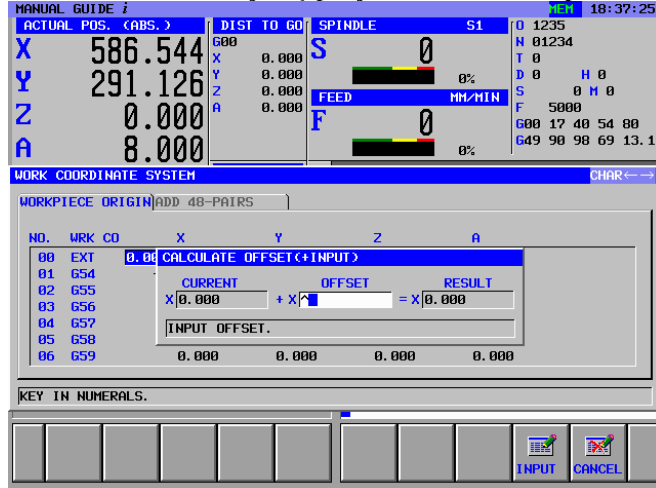 MANUAL GUIDE i MEM 18:37:25
ACTUAL POS. (ABS.) DIST TO GO SPINDLE S1 O 1235
X 586.544 G00 S 0 N 01234
X 0.000 T 0
Y 291.126 Y 0.000 0% D 0 H 0
Z 0.000 FEED MM/MIN S 0 M 0
Z 0.000 A 0.000 F 0 F 5000
G00 17 40 54 80
A 8.000 0% G49 90 98 69 13.1
WORK COORDINATE SYSTEM CHAR←→
WORKPIECE ORIGIN ADD 48-PAIRS
NO. WRK CO X Y Z A
00 EXT 0.00 CALCULATE OFFSET(+INPUT)
01 G54
02 G55 CURRENT OFFSET RESULT
03 G56 X 0.000 + X ^ = X 0.000
04 G57 INPUT OFFSET.
05 G58
06 G59 0.000 0.000 0.000 0.000
KEY IN NUMERALS.
INPUT CANCEL